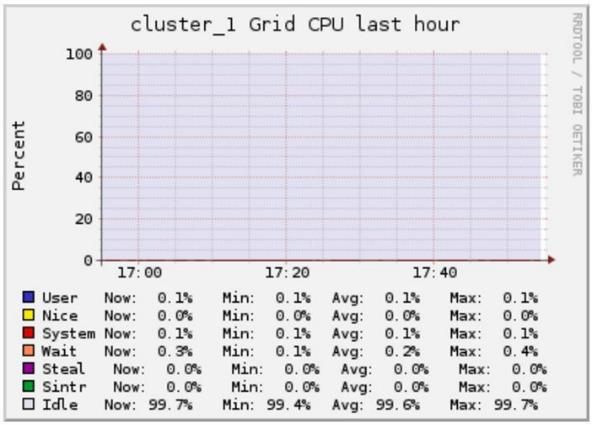 cluster_1 Grid CPU last hour
RRDTOOL / TOBI OETIKER
Percent
100
80
60
40
20
0
17:00 17:20 17:40
User Now: 0.1% Min: 0.1% Avg: 0.1% Max: 0.1%
Nice Now: 0.0% Min: 0.0% Avg: 0.0% Max: 0.0%
System Now: 0.1% Min: 0.1% Avg: 0.1% Max: 0.1%
Wait Now: 0.3% Min: 0.1% Avg: 0.2% Max: 0.4%
Steal Now: 0.0% Min: 0.0% Avg: 0.0% Max: 0.0%
Sintr Now: 0.0% Min: 0.0% Avg: 0.0% Max: 0.0%
Idle Now: 99.7% Min: 99.4% Avg: 99.6% Max: 99.7%